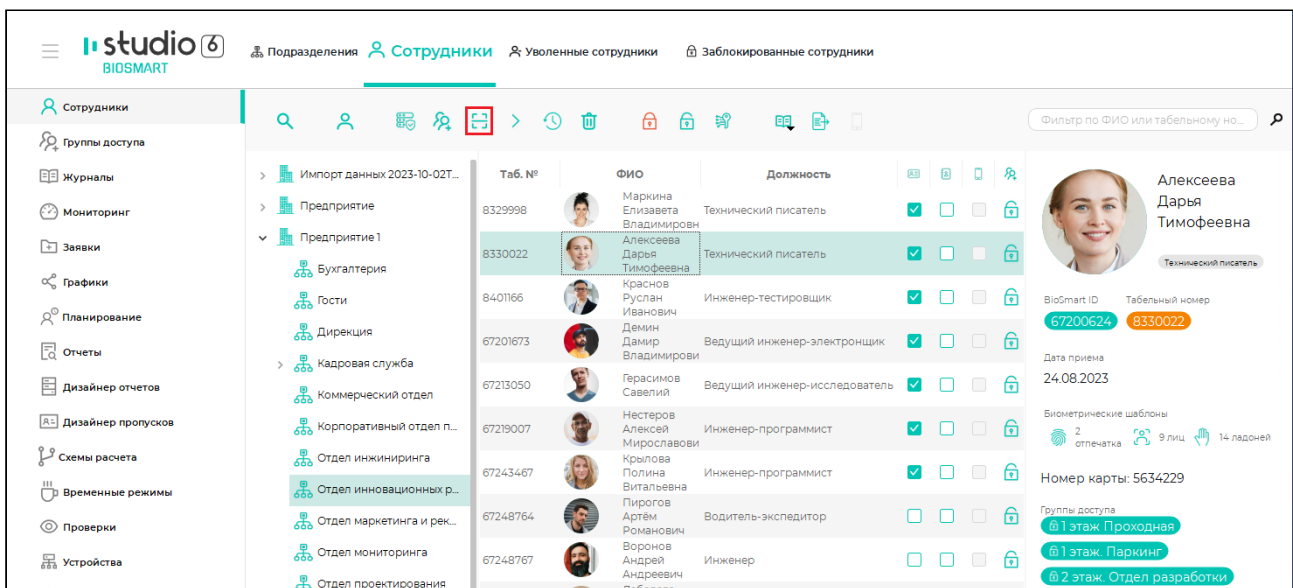 studio 6
BIOSMART
Подразделения
Сотрудники
Уволенные сотрудники
Заблокированные сотрудники
Сотрудники
Группы доступа
Журналы
Мониторинг
Заявки
Графики
Планирование
Отчеты
Дизайнер отчетов
Дизайнер пропусков
Схемы расчета
Временные режимы
Проверки
Устройства
Фильтр по ФИО или табельному но...
Импорт данных 2023-10-02Т...
Предприятие
Предприятие 1
Бухгалтерия
Гости
Дирекция
Кадровая служба
Коммерческий отдел
Корпоративный отдел п...
Отдел инжиниринга
Отдел инновационных р...
Отдел маркетинга и рек...
Отдел мониторинга
Отдел проектирования
Таб. №
ФИО
Должность
8329998
Маркина
Елизавета
Владимировн
Технический писатель
8330022
Алексеева
Дарья
Тимофеевна
Технический писатель
8401166
Краснов
Руслан
Иванович
Инженер-тестировщик
67201673
Демин
Дамир
Владимирови
Ведущий инженер-электронщик
67213050
Герасимов
Савелий
Ведущий инженер-исследователь
67219007
Нестеров
Алексей
Мирославови
Инженер-программист
67243467
Крылова
Полина
Витальевна
Инженер-программист
67248764
Пирогов
Артём
Романович
Водитель-экспедитор
67248767
Воронов
Андрей
Андреевич
Инженер
Алексеева
Дарья
Тимофеевна
Технический писатель
BioSmart ID
Табельный номер
67200624
8330022
Дата приема
24.08.2023
Биометрические шаблоны
2
отпечатка
9 лиц
14 ладоней
Номер карты: 5634229
Группы доступа
1 этаж Проходная
1 этаж. Паркинг
2 этаж. Отдел разработки